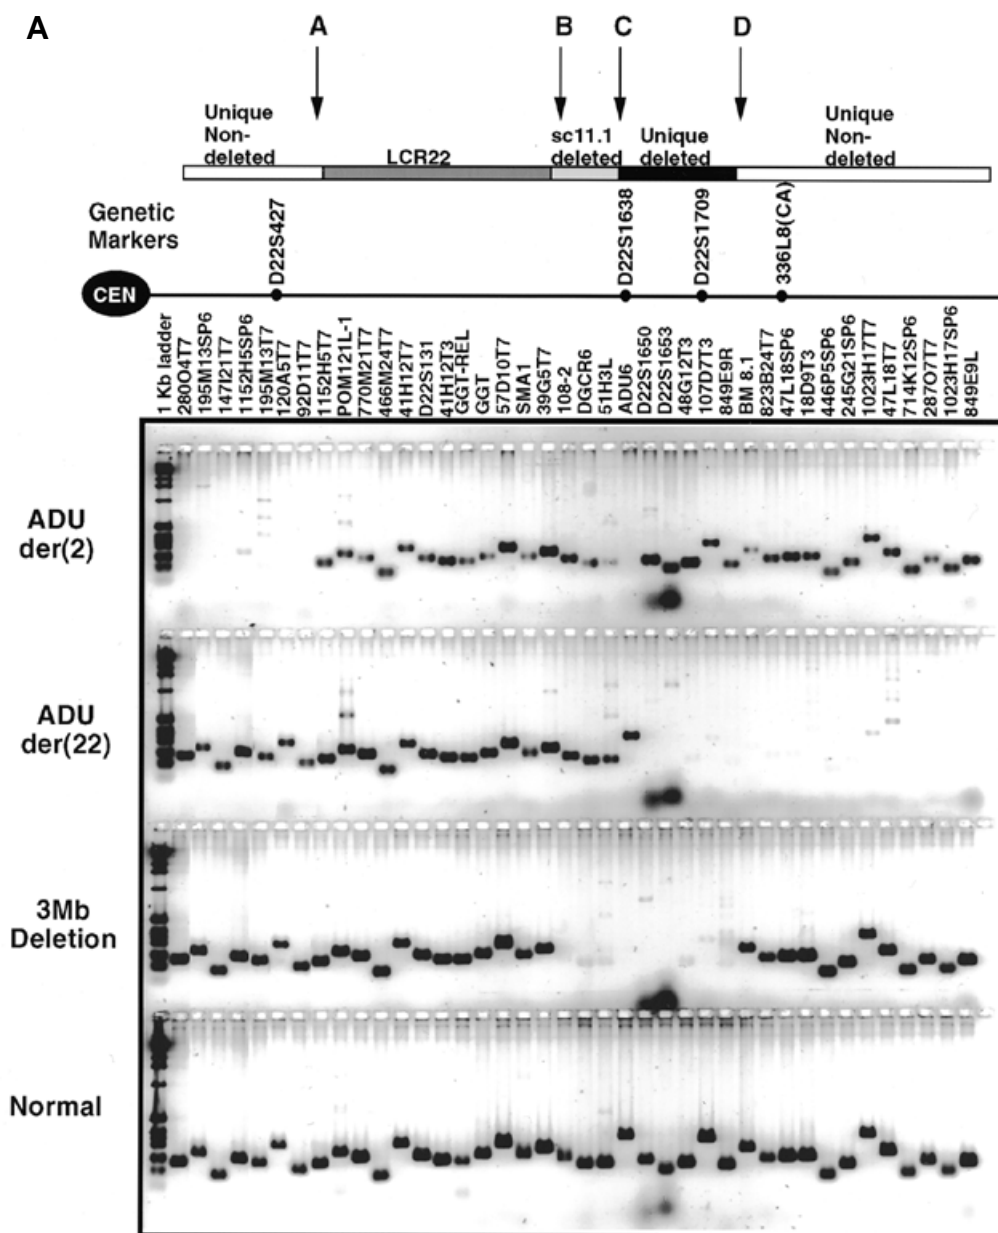 A
A B C D
Unique
Non-
deleted
LCR22
sc11.1
deleted
Unique
deleted
Unique
Non-
deleted
Genetic
Markers
D22S427
D22S1638
D22S1709
336L8(CA)
CEN
1 Kb ladder
280O4T7
195M13SP6
147I21T7
1152H5SP6
195M13T7
120A5T7
92D11T7
1152H5T7
POM121L-1
770M21T7
466M24T7
41H12T7
D22S131
41H12T3
GGT-REL
GGT
57D10T7
SMA1
39G5T7
108-2
DGCR6
51H3L
ADU6
D22S1650
D22S1653
48G12T3
107D7T3
849E9R
BM 8.1
823B24T7
47L18SP6
18D9T3
446P5SP6
245G21SP6
1023H17T7
47L18T7
714K12SP6
287O7T7
1023H17SP6
849E9L
ADU
der(2)
ADU
der(22)
3Mb
Deletion
Normal